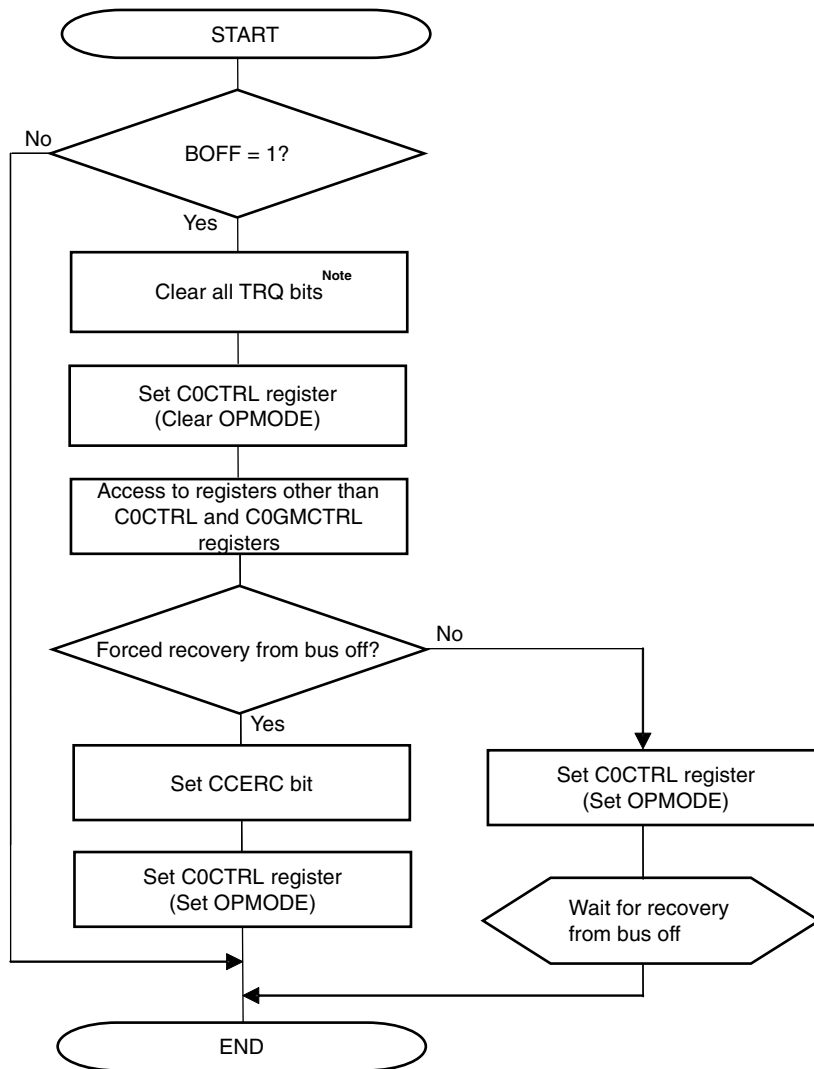 START
No
BOFF = 1?
Yes
Clear all TRQ bits Note
Set C0CTRL register
(Clear OPMODE)
Access to registers other than
C0CTRL and C0GMCTRL
registers
Forced recovery from bus off?
No
Yes
Set CCERC bit
Set C0CTRL register
(Set OPMODE)
Set C0CTRL register
(Set OPMODE)
Wait for recovery
from bus off
END